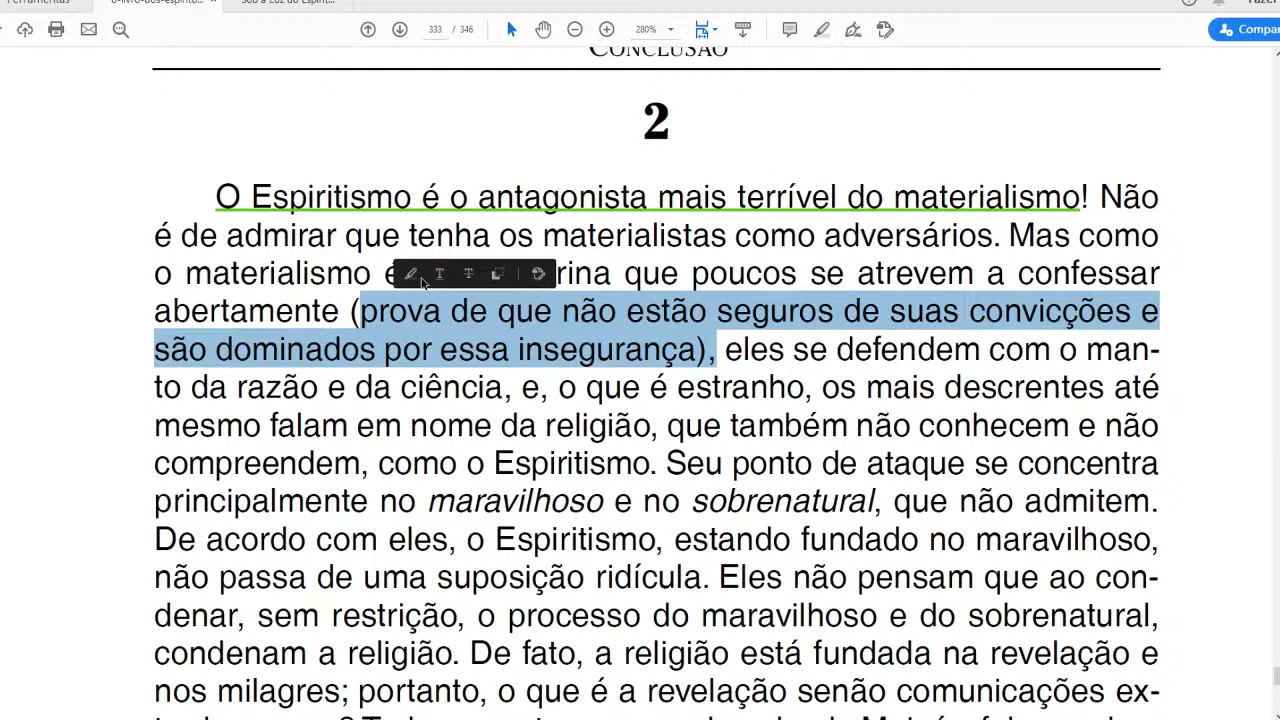 333 / 346
280%
Compar
CONCLUSÃO
2
O Espiritismo é o antagonista mais terrível do materialismo! Não
é de admirar que tenha os materialistas como adversários. Mas como
o materialismo é rina que poucos se atrevem a confessar
abertamente (prova de que não estão seguros de suas convicções e
são dominados por essa insegurança), eles se defendem com o man-
to da razão e da ciência, e, o que é estranho, os mais descrentes até
mesmo falam em nome da religião, que também não conhecem e não
compreendem, como o Espiritismo. Seu ponto de ataque se concentra
principalmente no maravilhoso e no sobrenatural, que não admitem.
De acordo com eles, o Espiritismo, estando fundado no maravilhoso,
não passa de uma suposição ridícula. Eles não pensam que ao con-
denar, sem restrição, o processo do maravilhoso e do sobrenatural,
condenam a religião. De fato, a religião está fundada na revelação e
nos milagres; portanto, o que é a revelação senão comunicações ex-